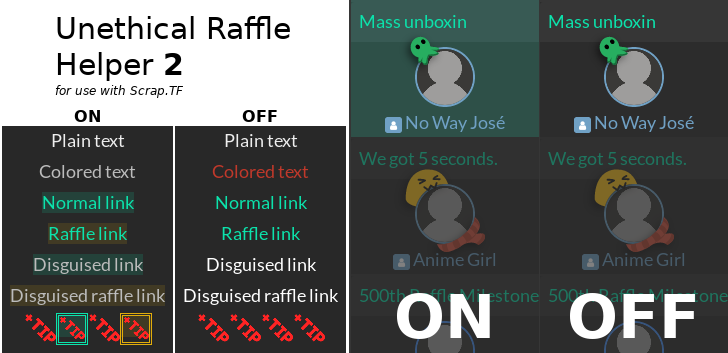 Unethical Raffle
Helper 2
for use with Scrap.TF
ON
Plain text
Colored text
Normal link
Raffle link
Disguised link
Disguised raffle link
TIP TIP TIP TIP
OFF
Plain text
Colored text
Normal link
Raffle link
Disguised link
Disguised raffle link
TIP TIP TIP TIP
Mass unboxin
No Way José
We got 5 seconds.
Anime Girl
500th Raffle Milestone
ON
Mass unboxin
No Way José
We got 5 seconds.
Anime Girl
500th Raffle Milestone
OFF